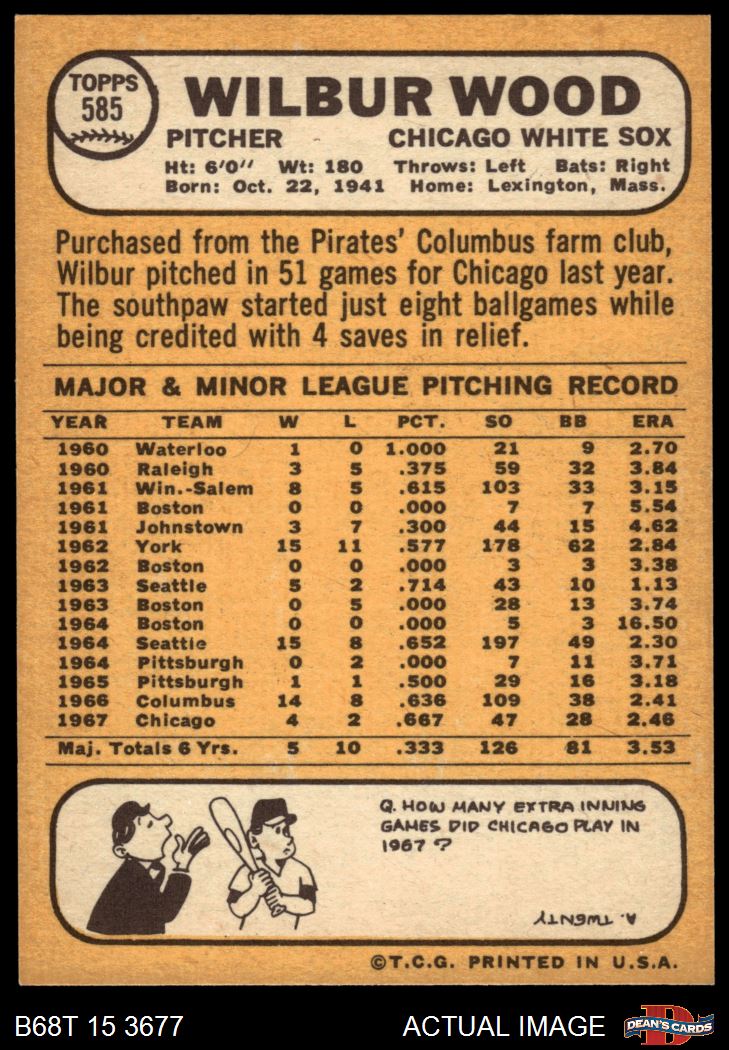 TOPPS
585
WILBUR WOOD
PITCHER CHICAGO WHITE SOX
Ht: 6'0" Wt: 180 Throws: Left Bats: Right
Born: Oct. 22, 1941 Home: Lexington, Mass.
Purchased from the Pirates' Columbus farm club,
Wilbur pitched in 51 games for Chicago last year.
The southpaw started just eight ballgames while
being credited with 4 saves in relief.
MAJOR & MINOR LEAGUE PITCHING RECORD
YEAR TEAM W L PCT. SO BB ERA
1960 Waterloo 1 0 1.000 21 9 2.70
1960 Raleigh 3 5 .375 59 32 3.84
1961 Win.-Salem 8 5 .615 103 33 3.15
1961 Boston 0 0 .000 7 7 5.54
1961 Johnstown 3 7 .300 44 15 4.62
1962 York 15 11 .577 178 62 2.84
1962 Boston 0 0 .000 3 3 3.38
1963 Seattle 5 2 .714 43 10 1.13
1963 Boston 0 5 .000 28 13 3.74
1964 Boston 0 0 .000 5 3 16.50
1964 Seattle 15 8 .652 197 49 2.30
1964 Pittsburgh 0 2 .000 7 11 3.71
1965 Pittsburgh 1 1 .500 29 16 3.18
1966 Columbus 14 8 .636 109 38 2.41
1967 Chicago 4 2 .667 47 28 2.46
Maj. Totals 6 Yrs. 5 10 .333 126 81 3.53
Q. HOW MANY EXTRA INNING
GAMES DID CHICAGO PLAY IN
1967 ?
A. TWENTY
©T.C.G. PRINTED IN U.S.A.
B68T 15 3677 ACTUAL IMAGE DEAN'S CARDS